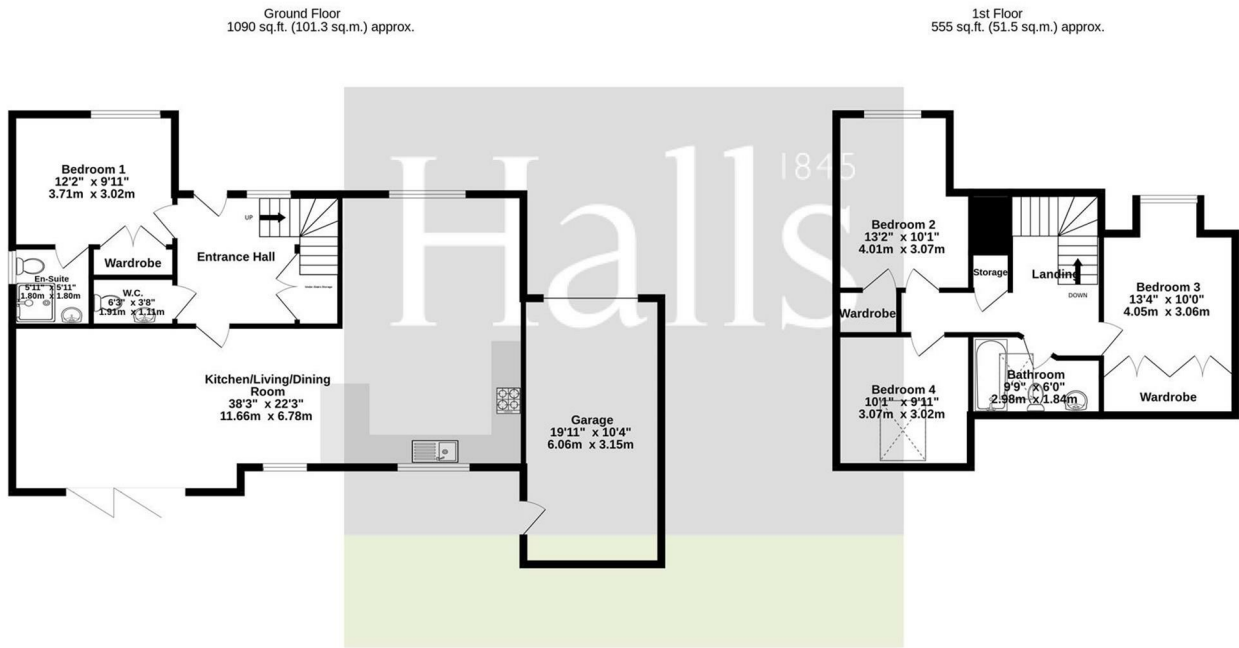 Ground Floor
1090 sq.ft. (101.3 sq.m.) approx.
1st Floor
555 sq.ft. (51.5 sq.m.) approx.
Halls
1845
Bedroom 1
12'2" x 9'11"
3.71m x 3.02m
Wardrobe
En-Suite
5'11" x 5'11"
1.80m x 1.80m
W.C.
6'3" x 3'8"
1.91m x 1.11m
Entrance Hall
UP
Under Stairs Storage
Kitchen/Living/Dining
Room
38'3" x 22'3"
11.66m x 6.78m
Garage
19'11" x 10'4"
6.06m x 3.15m
Bedroom 2
13'2" x 10'1"
4.01m x 3.07m
Wardrobe
Storage
Landing
DOWN
Bedroom 3
13'4" x 10'0"
4.05m x 3.06m
Wardrobe
Bathroom
9'9" x 6'0"
2.98m x 1.84m
Bedroom 4
10'1" x 9'11"
3.07m x 3.02m